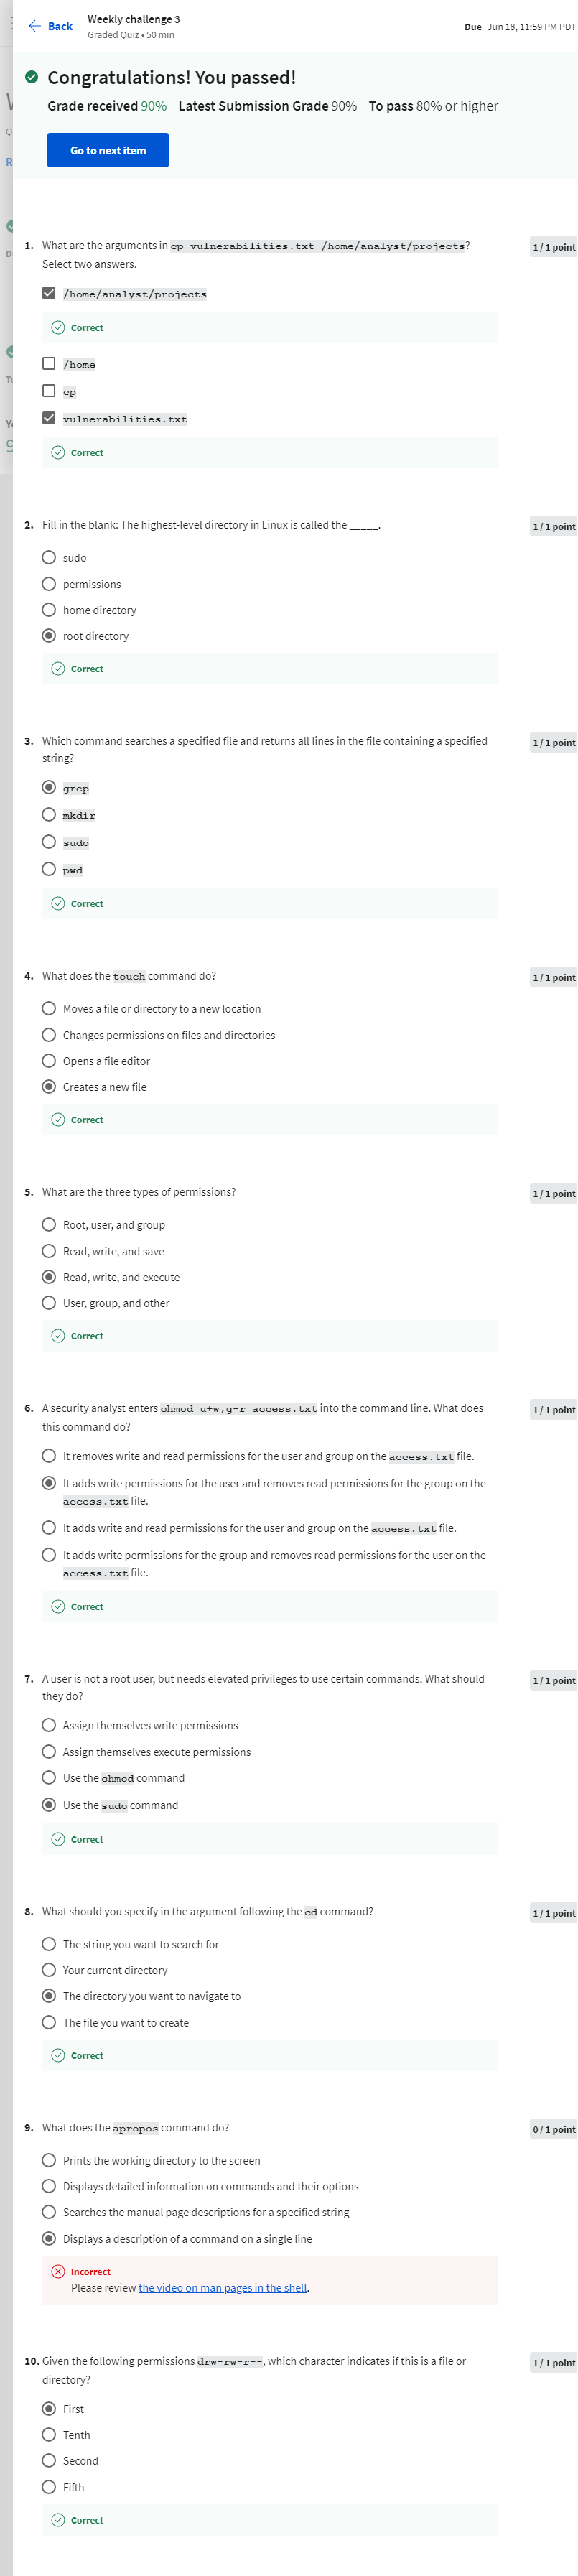 Back
Weekly challenge 3
Graded Quiz • 50 min
Due Jun 18, 11:59 PM PDT
Congratulations! You passed!
Grade received 90% Latest Submission Grade 90% To pass 80% or higher
Go to next item
1. What are the arguments in cp vulnerabilities.txt /home/analyst/projects?
Select two answers.
1 / 1 point
/home/analyst/projects
Correct
/home
cp
vulnerabilities.txt
Correct
2. Fill in the blank: The highest-level directory in Linux is called the _____.
1 / 1 point
sudo
permissions
home directory
root directory
Correct
3. Which command searches a specified file and returns all lines in the file containing a specified
string?
1 / 1 point
grep
mkdir
sudo
pwd
Correct
4. What does the touch command do?
1 / 1 point
Moves a file or directory to a new location
Changes permissions on files and directories
Opens a file editor
Creates a new file
Correct
5. What are the three types of permissions?
1 / 1 point
Root, user, and group
Read, write, and save
Read, write, and execute
User, group, and other
Correct
6. A security analyst enters chmod u+w,g-r access.txt into the command line. What does
this command do?
1 / 1 point
It removes write and read permissions for the user and group on the access.txt file.
It adds write permissions for the user and removes read permissions for the group on the
access.txt file.
It adds write and read permissions for the user and group on the access.txt file.
It adds write permissions for the group and removes read permissions for the user on the
access.txt file.
Correct
7. A user is not a root user, but needs elevated privileges to use certain commands. What should
they do?
1 / 1 point
Assign themselves write permissions
Assign themselves execute permissions
Use the chmod command
Use the sudo command
Correct
8. What should you specify in the argument following the cd command?
1 / 1 point
The string you want to search for
Your current directory
The directory you want to navigate to
The file you want to create
Correct
9. What does the apropos command do?
0 / 1 point
Prints the working directory to the screen
Displays detailed information on commands and their options
Searches the manual page descriptions for a specified string
Displays a description of a command on a single line
Incorrect
Please review the video on man pages in the shell.
10. Given the following permissions drw-rw-r--, which character indicates if this is a file or
directory?
1 / 1 point
First
Tenth
Second
Fifth
Correct